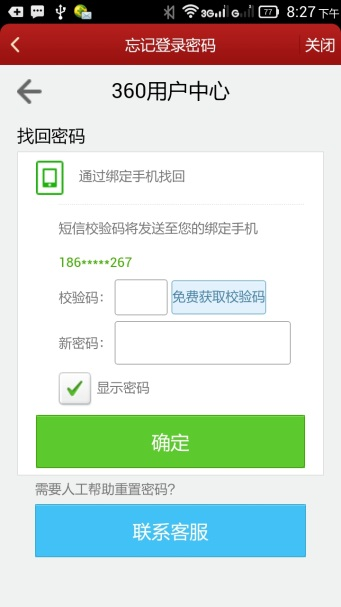 3G G 77 8:27下午
忘记登录密码 关闭
360用户中心
找回密码
通过绑定手机找回
短信校验码将发送至您的绑定手机
186*****267
校验码： 免费获取校验码
新密码：
显示密码
确定
需要人工帮助重置密码?
联系客服